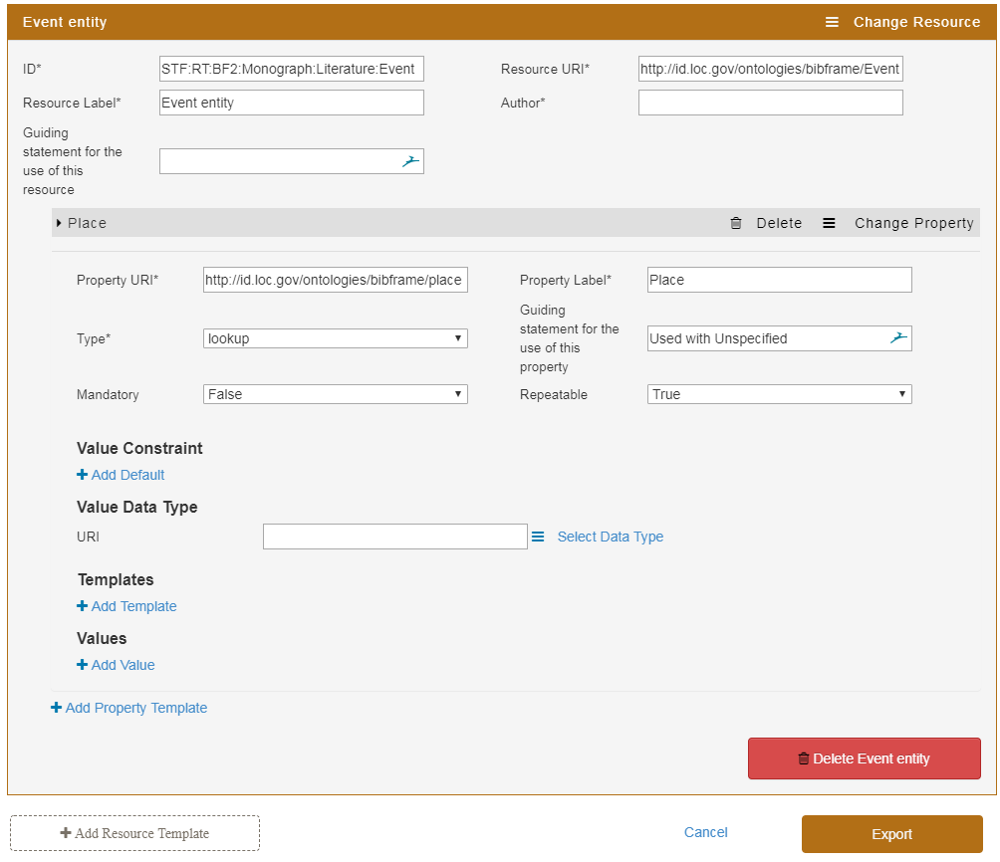 Event entity
Change Resource
ID*
STF:RT:BF2:Monograph:Literature:Event
Resource URI*
http://id.loc.gov/ontologies/bibframe/Event
Resource Label*
Event entity
Author*
Guiding
statement for the
use of this
resource
Place
Delete
Change Property
Property URI*
http://id.loc.gov/ontologies/bibframe/place
Property Label*
Place
Type*
lookup
Guiding
statement for the
use of this
property
Used with Unspecified
Mandatory
False
Repeatable
True
Value Constraint
Add Default
Value Data Type
URI
Select Data Type
Templates
Add Template
Values
Add Value
Add Property Template
Delete Event entity
Add Resource Template
Cancel
Export